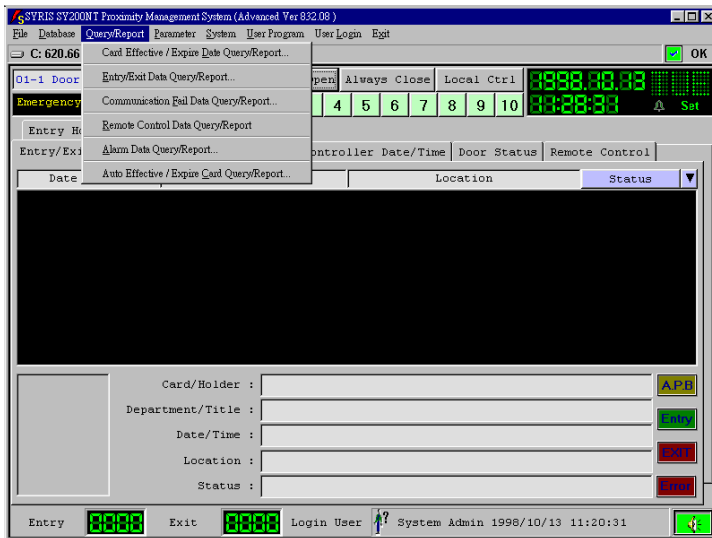 SYRIS SY200NT Proximity Management System (Advanced Ver 832.08 )
File Database Query/Report Parameter System User Program User Login Exit
C: 620.66 OK
Card Effective / Expire Date Query/Report...
Entry/Exit Data Query/Report...
Communication Fail Data Query/Report...
Remote Control Data Query/Report
Alarm Data Query/Report...
Auto Effective / Expire Card Query/Report...
01-1 Door pen Always Close Local Ctrl 1998.10.13
Emergency 4 5 6 7 8 9 10 Set
Entry Ho
Entry/Exi ontroller Date/Time Door Status Remote Control
Date Location Status
Card/Holder :
Department/Title :
Date/Time :
Location :
Status :
A.P.B
Entry
EXIT
Error
Entry Exit Login User System Admin 1998/10/13 11:20:31